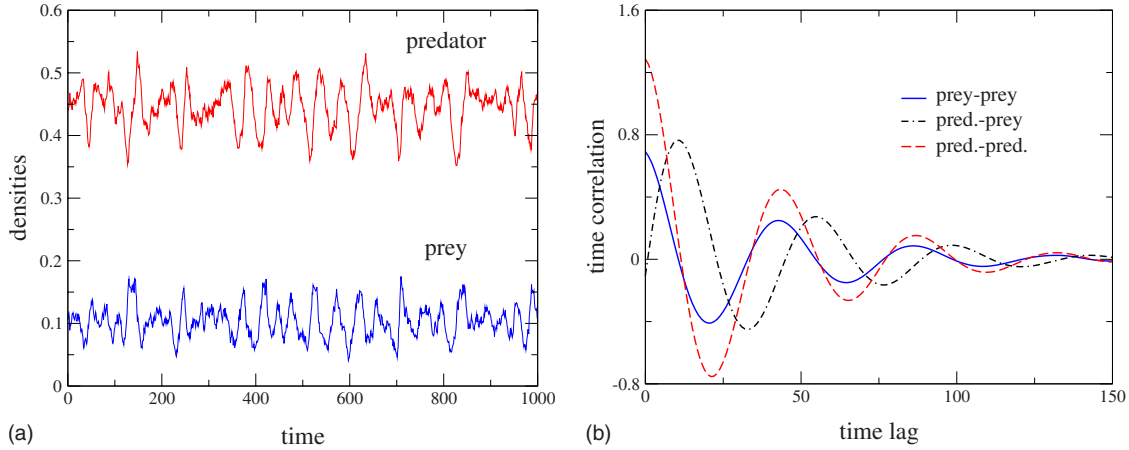 0.6
0.5
0.4
0.3
0.2
0.1
0
densities
predator
prey
0 200 400 600 800 1000
time
(a)
1.6
0.8
0
-0.8
time correlation
prey-prey
pred.-prey
pred.-pred.
0 50 100 150
time lag
(b)